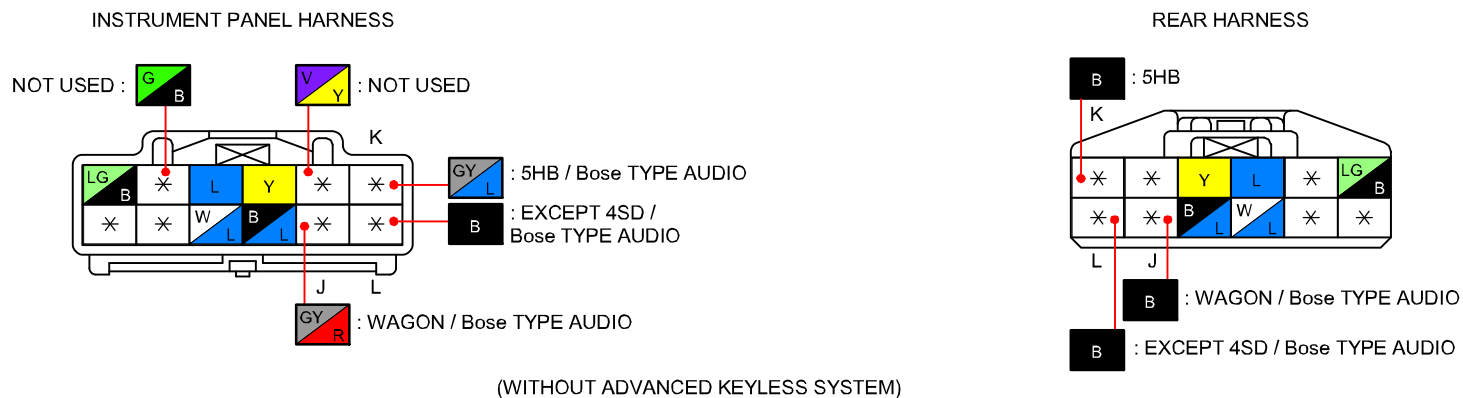 INSTRUMENT PANEL HARNESS
REAR HARNESS
NOT USED : G B
V Y : NOT USED
B : 5HB
K
K
GY L : 5HB / Bose TYPE AUDIO
LG B * L Y * *
* * Y L * LG B
B : EXCEPT 4SD /
Bose TYPE AUDIO
* * W L B L * *
* * B L W L * *
J L
L J
GY R : WAGON / Bose TYPE AUDIO
B : WAGON / Bose TYPE AUDIO
B : EXCEPT 4SD / Bose TYPE AUDIO
(WITHOUT ADVANCED KEYLESS SYSTEM)